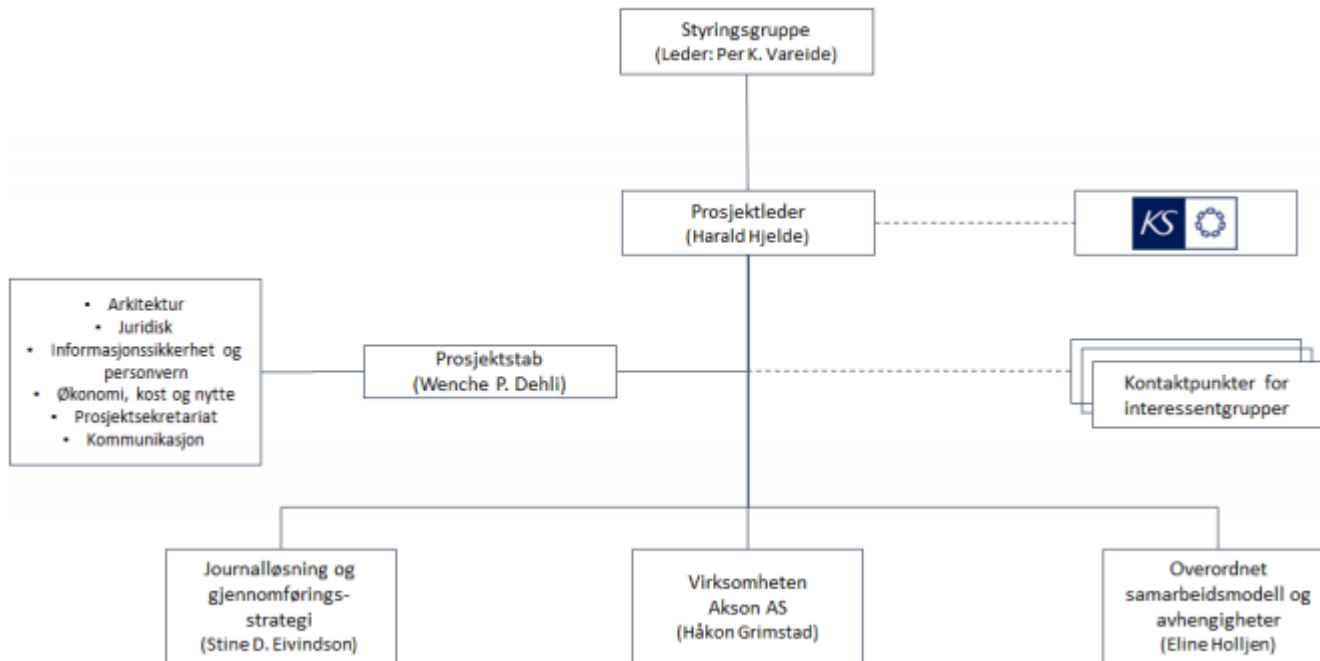 Styringsgruppe
(Leder: Per K. Vareide)
Prosjektleder
(Harald Hjelde)
KS
• Arkitektur
• Juridisk
• Informasjonssikkerhet og
personvern
• Økonomi, kost og nytte
• Prosjektsekretariat
• Kommunikasjon
Prosjektstab
(Wenche P. Dehli)
Kontaktpunkter for
interessentgrupper
Journalløsning og
gjennomførings-
strategi
(Stine D. Eivindson)
Virksomheten
Akson AS
(Håkon Grimstad)
Overordnet
samarbeidsmodell og
avhengigheter
(Eline Holljen)